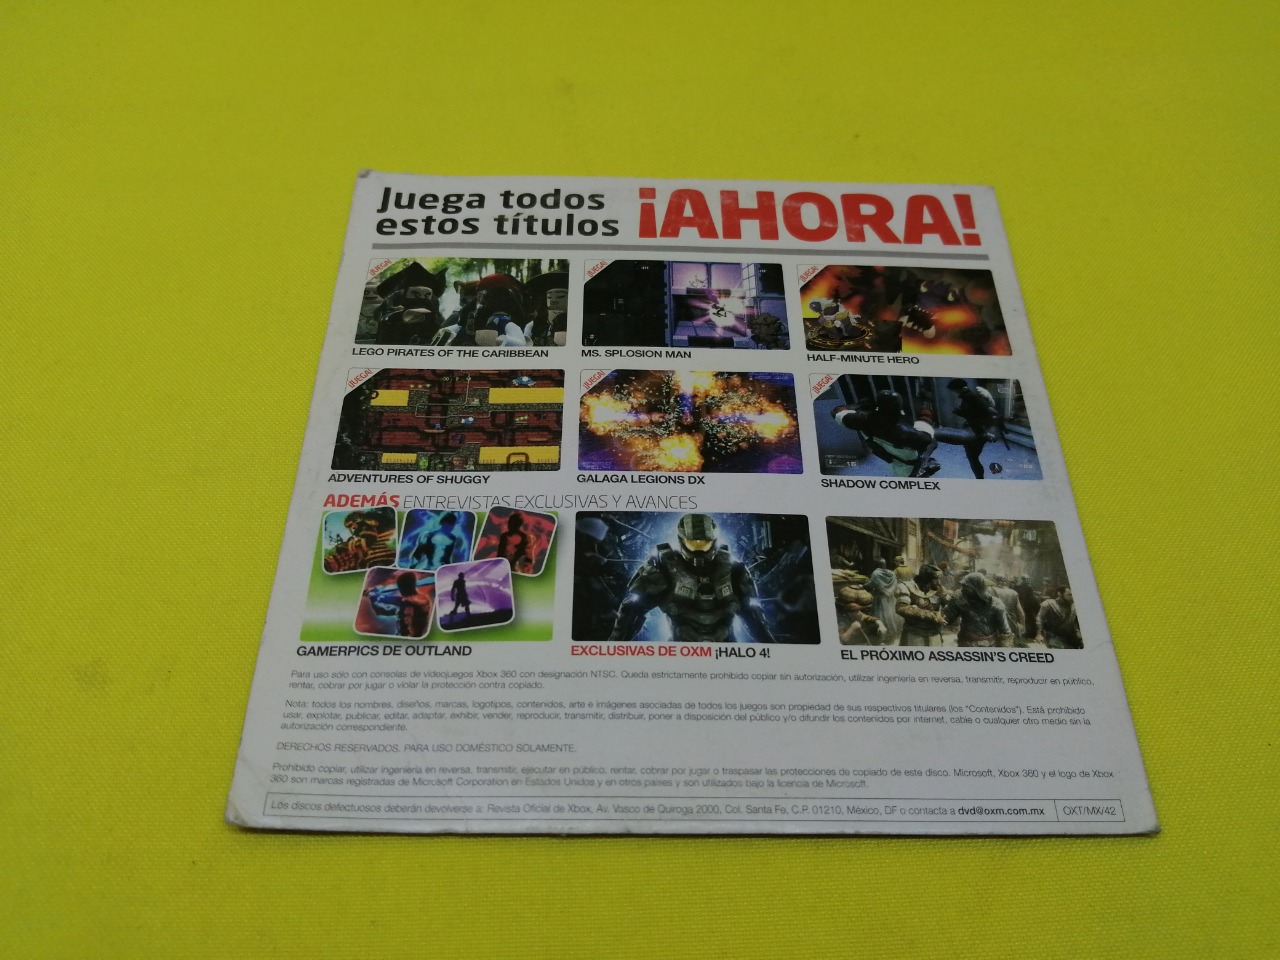 Juega todos
estos títulos
¡AHORA!
¡JUEGA!
¡JUEGA!
¡JUEGA!
LEGO PIRATES OF THE CARIBBEAN
MS. SPLOSION MAN
HALF-MINUTE HERO
¡JUEGA!
¡JUEGA!
¡JUEGA!
ADVENTURES OF SHUGGY
GALAGA LEGIONS DX
SHADOW COMPLEX
ADEMÁS ENTREVISTAS EXCLUSIVAS Y AVANCES
GAMERPICS DE OUTLAND
EXCLUSIVAS DE OXM ¡HALO 4!
EL PRÓXIMO ASSASSIN'S CREED
Para uso sólo con consolas de videojuegos Xbox 360 con designación NTSC. Queda estrictamente prohibido copiar sin autorización, utilizar ingeniería en reversa, transmitir, reproducir en público,
rentar, cobrar por jugar o violar la protección contra copiado.
Nota: todos los nombres, diseños, marcas, logotipos, contenidos, arte e imágenes asociadas de todos los juegos son propiedad de sus respectivos titulares (los "Contenidos"). Está prohibido
usar, explotar, publicar, editar, adaptar, exhibir, vender, reproducir, transmitir, distribuir, poner a disposición del público y/o difundir los contenidos por internet, cable o cualquier otro medio sin la
autorización correspondiente.
DERECHOS RESERVADOS. PARA USO DOMÉSTICO SOLAMENTE.
Prohibido copiar, utilizar ingeniería en reversa, transmitir, ejecutar en público, rentar, cobrar por jugar o traspasar las protecciones de copiado de este disco. Microsoft, Xbox 360 y el logo de Xbox
360 son marcas registradas de Microsoft Corporation en Estados Unidos y en otros países y son utilizados bajo la licencia de Microsoft.
Los discos defectuosos deberán devolverse a: Revista Oficial de Xbox, Av. Vasco de Quiroga 2000, Col. Santa Fe, C.P. 01210, México, DF o contacta a dvd@oxm.com.mx
OXT/MX/42